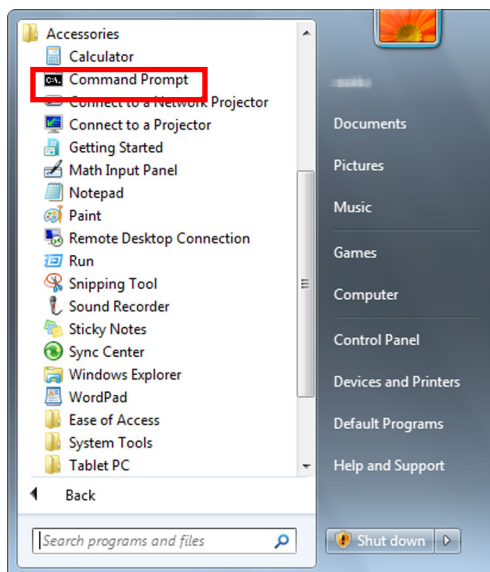 Accessories
Calculator
Command Prompt
Connect to a Network Projector
Connect to a Projector
Getting Started
Math Input Panel
Notepad
Paint
Remote Desktop Connection
Run
Snipping Tool
Sound Recorder
Sticky Notes
Sync Center
Windows Explorer
WordPad
Ease of Access
System Tools
Tablet PC
Back
Search programs and files
Documents
Pictures
Music
Games
Computer
Control Panel
Devices and Printers
Default Programs
Help and Support
Shut down